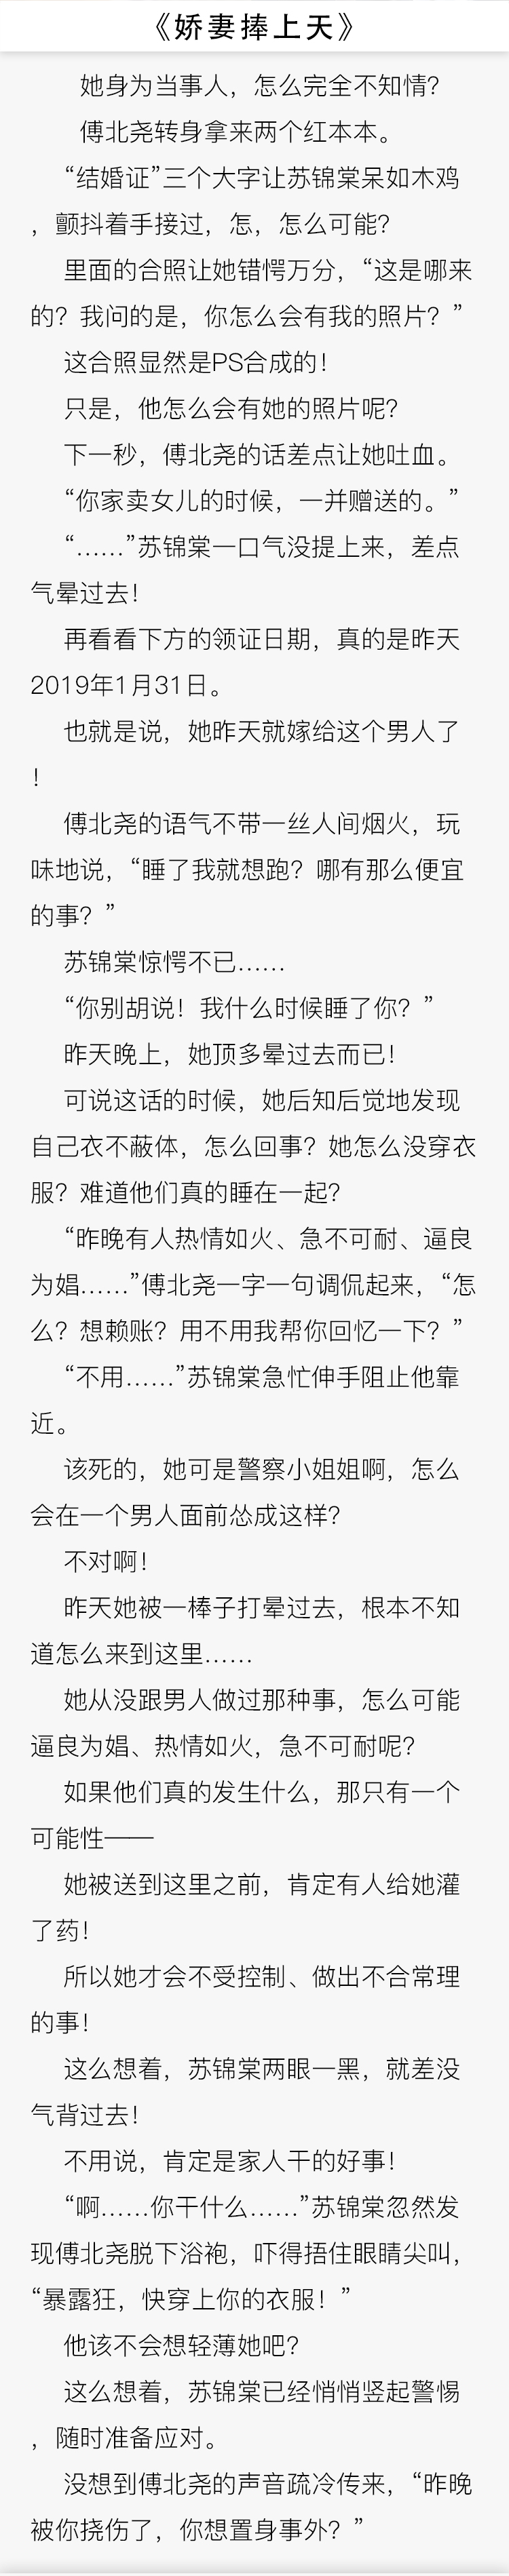 《娇妻捧上天》
她身为当事人，怎么完全不知情？
傅北尧转身拿来两个红本本。
“结婚证”三个大字让苏锦棠呆如木鸡
，颤抖着手接过，怎，怎么可能？
里面的合照让她错愕万分，“这是哪来
的？我问的是，你怎么会有我的照片？”
这合照显然是PS合成的！
只是，他怎么会有她的照片呢？
下一秒，傅北尧的话差点让她吐血。
“你家卖女儿的时候，一并赠送的。”
“……”苏锦棠一口气没提上来，差点
气晕过去！
再看看下方的领证日期，真的是昨天
2019年1月31日。
也就是说，她昨天就嫁给这个男人了
！
傅北尧的语气不带一丝人间烟火，玩
味地说，“睡了我就想跑？哪有那么便宜
的事？”
苏锦棠惊愕不已……
“你别胡说！我什么时候睡了你？”
昨天晚上，她顶多晕过去而已！
可说这话的时候，她后知后觉地发现
自己衣不蔽体，怎么回事？她怎么没穿衣
服？难道他们真的睡在一起？
“昨晚有人热情如火、急不可耐、逼良
为娼……”傅北尧一字一句调侃起来，“怎
么？想赖账？用不用我帮你回忆一下？”
“不用……”苏锦棠急忙伸手阻止他靠
近。
该死的，她可是警察小姐姐啊，怎么
会在一个男人面前怂成这样？
不对啊！
昨天她被一棒子打晕过去，根本不知
道怎么来到这里……
她从没跟男人做过那种事，怎么可能
逼良为娼、热情如火，急不可耐呢？
如果他们真的发生什么，那只有一个
可能性——
她被送到这里之前，肯定有人给她灌
了药！
所以她才会不受控制、做出不合常理
的事！
这么想着，苏锦棠两眼一黑，就差没
气背过去！
不用说，肯定是家人干的好事！
“啊……你干什么……”苏锦棠忽然发
现傅北尧脱下浴袍，吓得捂住眼睛尖叫，
“暴露狂，快穿上你的衣服！”
他该不会想轻薄她吧？
这么想着，苏锦棠已经悄悄竖起警惕
，随时准备应对。
没想到傅北尧的声音疏冷传来，“昨晚
被你挠伤了，你想置身事外？”